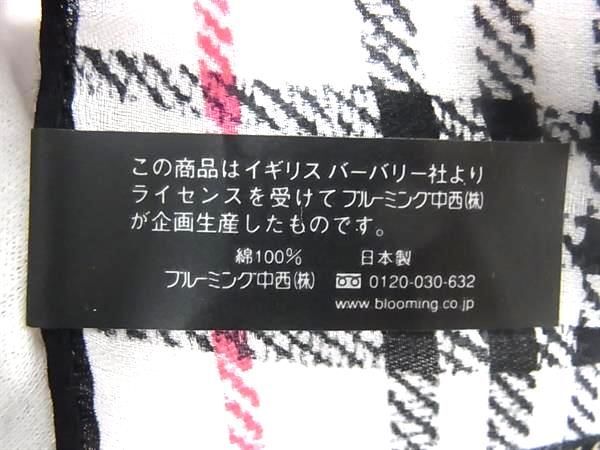 この商品はイギリス バーバリー社より
ライセンスを受けてブルーミング中西(株)
が企画生産したものです。
綿100% 日本製
ブルーミング中西(株) 0120-030-632
www.blooming.co.jp